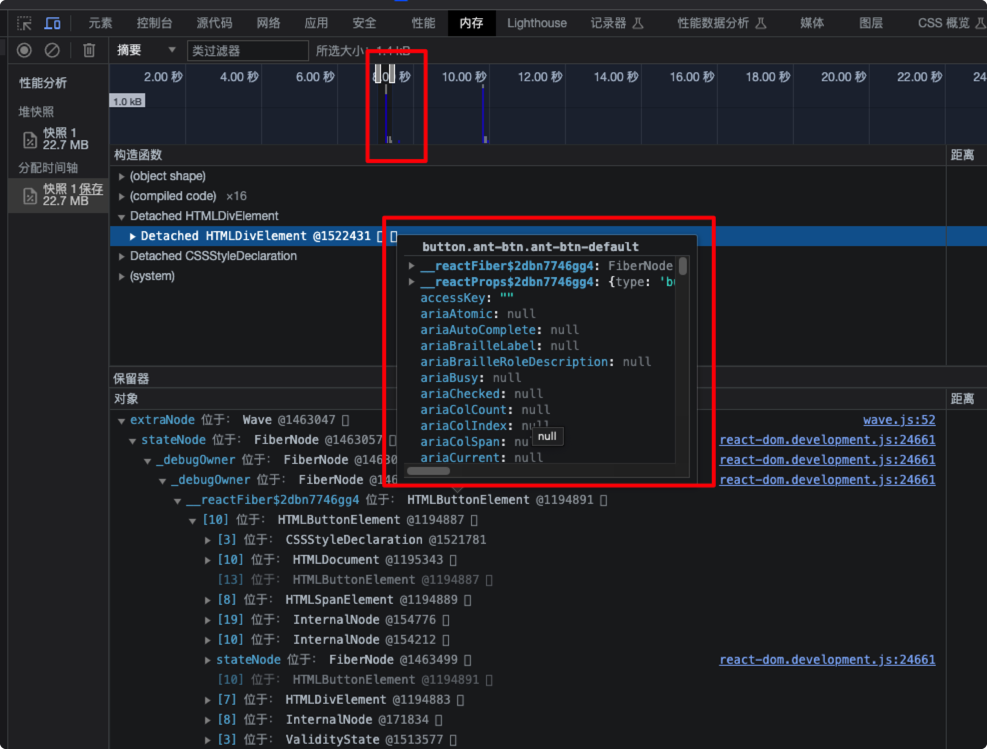 元素 控制台 源代码 网络 应用 安全 性能 内存 Lighthouse 记录器 性能数据分析 媒体 图层 CSS 概览
摘要 类过滤器 所选大小：1.4 kB
性能分析
堆快照
快照 1
22.7 MB
分配时间轴
快照 1 保存
22.7 MB
2.00 秒 4.00 秒 6.00 秒 8.00 秒 10.00 秒 12.00 秒 14.00 秒 16.00 秒 18.00 秒 20.00 秒 22.00 秒 24
1.0 kB
构造函数 距离
(object shape)
(compiled code) ×16
Detached HTMLDivElement
Detached HTMLDivElement @1522431
Detached CSSStyleDeclaration
(system)
button.ant-btn.ant-btn-default
__reactFiber$2dbn7746gg4: FiberNode
__reactProps$2dbn7746gg4: {type: 'bu
accessKey: ""
ariaAtomic: null
ariaAutoComplete: null
ariaBrailleLabel: null
ariaBrailleRoleDescription: null
ariaBusy: null
ariaChecked: null
ariaColCount: null
ariaColIndex: null
ariaColSpan: nu
ariaCurrent: null
null
保留器
对象 距离
extraNode 位于： Wave @1463047 wave.js:52
stateNode 位于： FiberNode @1463057 react-dom.development.js:24661
_debugOwner 位于： FiberNode @14630 react-dom.development.js:24661
_debugOwner 位于： FiberNode @146 react-dom.development.js:24661
__reactFiber$2dbn7746gg4 位于： HTMLButtonElement @1194891
[10] 位于： HTMLButtonElement @1194887
[3] 位于： CSSStyleDeclaration @1521781
[10] 位于： HTMLDocument @1195343
[13] 位于： HTMLButtonElement @1194887
[8] 位于： HTMLSpanElement @1194889
[19] 位于： InternalNode @154776
[10] 位于： InternalNode @154212
stateNode 位于： FiberNode @1463499 react-dom.development.js:24661
[10] 位于： HTMLButtonElement @1194891
[7] 位于： HTMLDivElement @1194883
[8] 位于： InternalNode @171834
[3] 位于： ValidityState @1513577